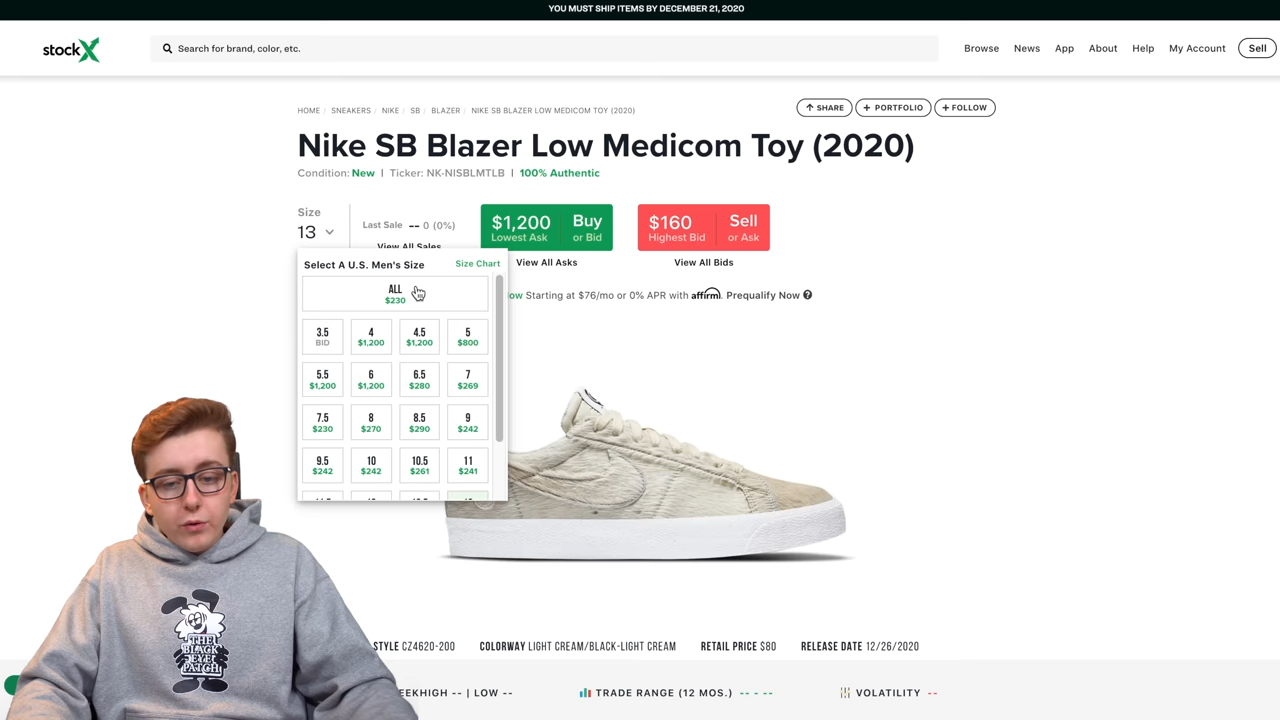 YOU MUST SHIP ITEMS BY DECEMBER 21, 2020
stockX
Search for brand, color, etc.
Browse News App About Help My Account Sell
HOME / SNEAKERS / NIKE / SB / BLAZER / NIKE SB BLAZER LOW MEDICOM TOY (2020)
SHARE + PORTFOLIO + FOLLOW
Nike SB Blazer Low Medicom Toy (2020)
Condition: New | Ticker: NK-NISBLMTLB | 100% Authentic
Size
13
Last Sale -- 0 (0%)
View All Sales
$1,200 Buy
Lowest Ask or Bid
View All Asks
$160 Sell
Highest Bid or Ask
View All Bids
Select A U.S. Men's Size Size Chart
ALL
$230
3.5 4 4.5 5
BID $1,200 $1,200 $800
5.5 6 6.5 7
$1,200 $1,200 $280 $269
7.5 8 8.5 9
$230 $270 $290 $242
9.5 10 10.5 11
$242 $242 $261 $241
Starting at $76/mo or 0% APR with affirm. Prequalify Now ?
THE
BLACK
EYE
PATCH
STYLE CZ4620-200 COLORWAY LIGHT CREAM/BLACK-LIGHT CREAM RETAIL PRICE $80 RELEASE DATE 12/26/2020
HIGH -- | LOW -- TRADE RANGE (12 MOS.) -- - -- VOLATILITY --